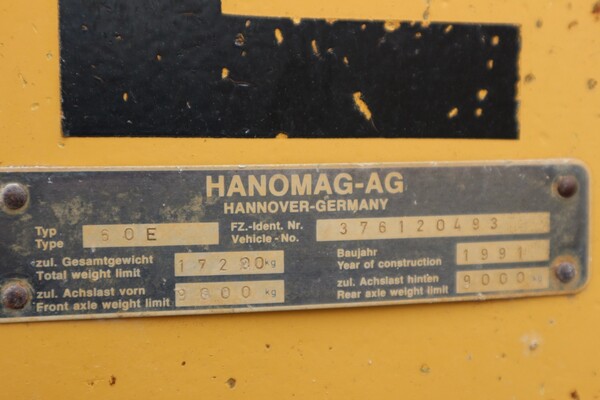 HANOMAG-AG
HANNOVER-GERMANY
Typ
Type
60E
FZ.-Ident. Nr.
Vehicle-No.
376120493
zul. Gesamtgewicht
Total weight limit
17280kg
Baujahr
Year of construction
1991
zul. Achslast vorn
Front axle weight limit
kg
zul. Achslast hinten
Rear axle weight limit
9000 kg